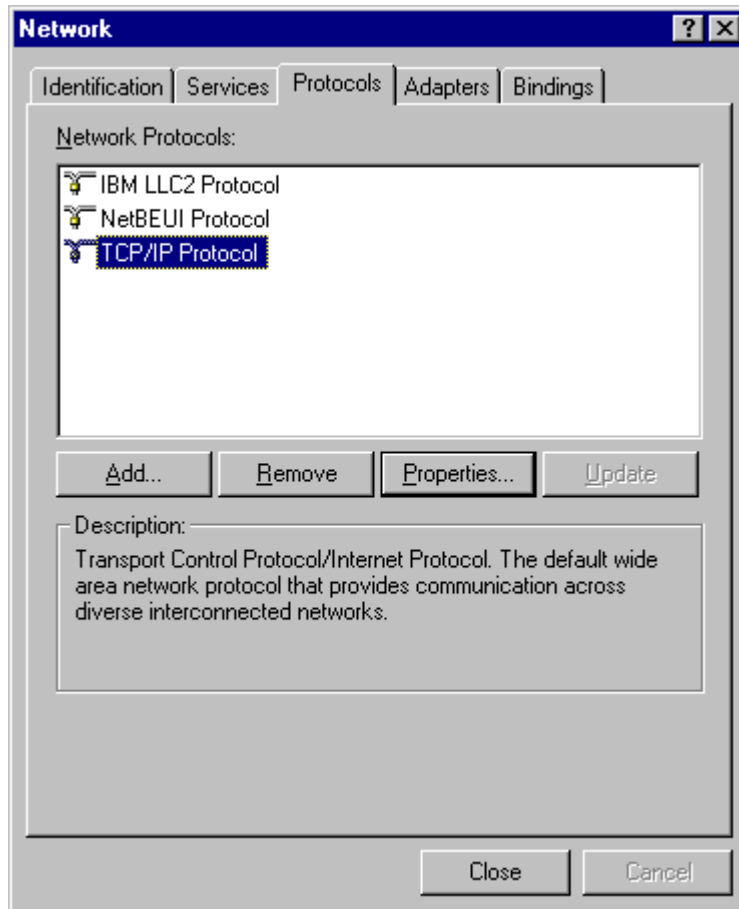 Network
Identification Services Protocols Adapters Bindings
Network Protocols:
IBM LLC2 Protocol
NetBEUI Protocol
TCP/IP Protocol
Add... Remove Properties... Update
Description:
Transport Control Protocol/Internet Protocol. The default wide
area network protocol that provides communication across
diverse interconnected networks.
Close Cancel